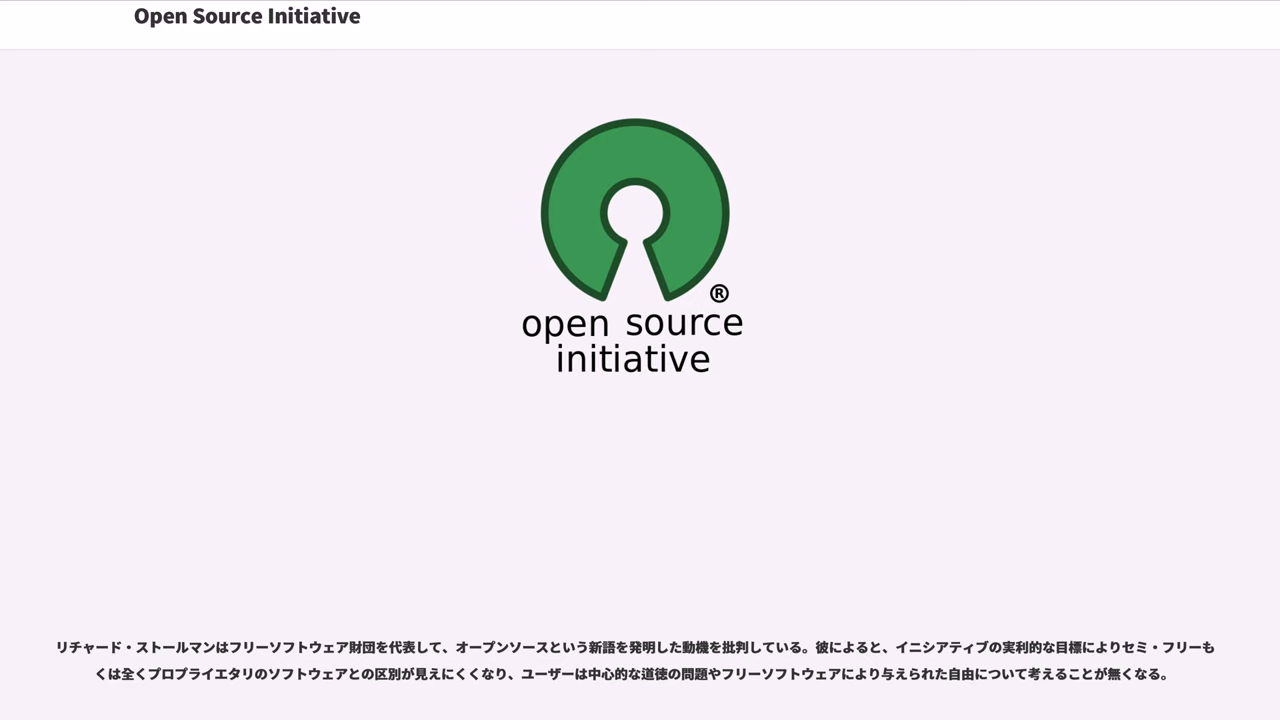 Open Source Initiative
®
open source
initiative
リチャード・ストールマンはフリーソフトウェア財団を代表して、オープンソースという新語を発明した動機を批判している。彼によると、イニシアティブの実利的な目標によりセミ・フリーも
くは全くプロプライエタリのソフトウェアとの区別が見えにくくなり、ユーザーは中心的な道徳の問題やフリーソフトウェアにより与えられた自由について考えることが無くなる。